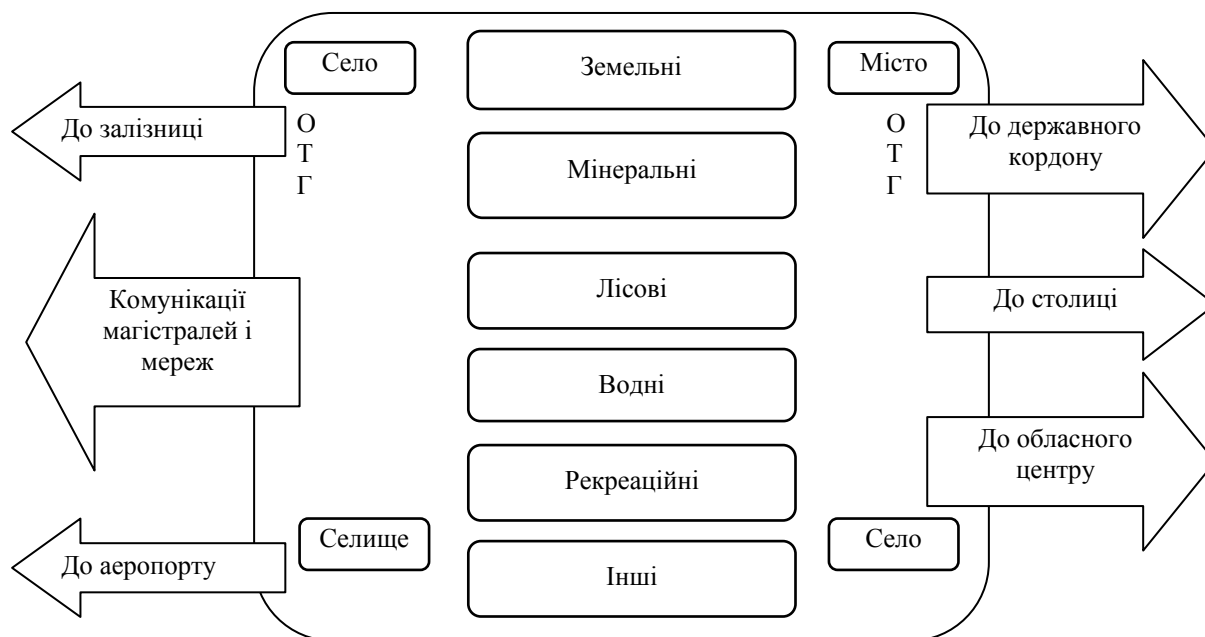 Село
Земельні
Місто
До залізниці
О
Т
Г
О
Т
Г
До державного
кордону
Мінеральні
Комунікації
магістралей і
мереж
Лісові
До столиці
Водні
До обласного
центру
Рекреаційні
Селище
Село
До аеропорту
Інші